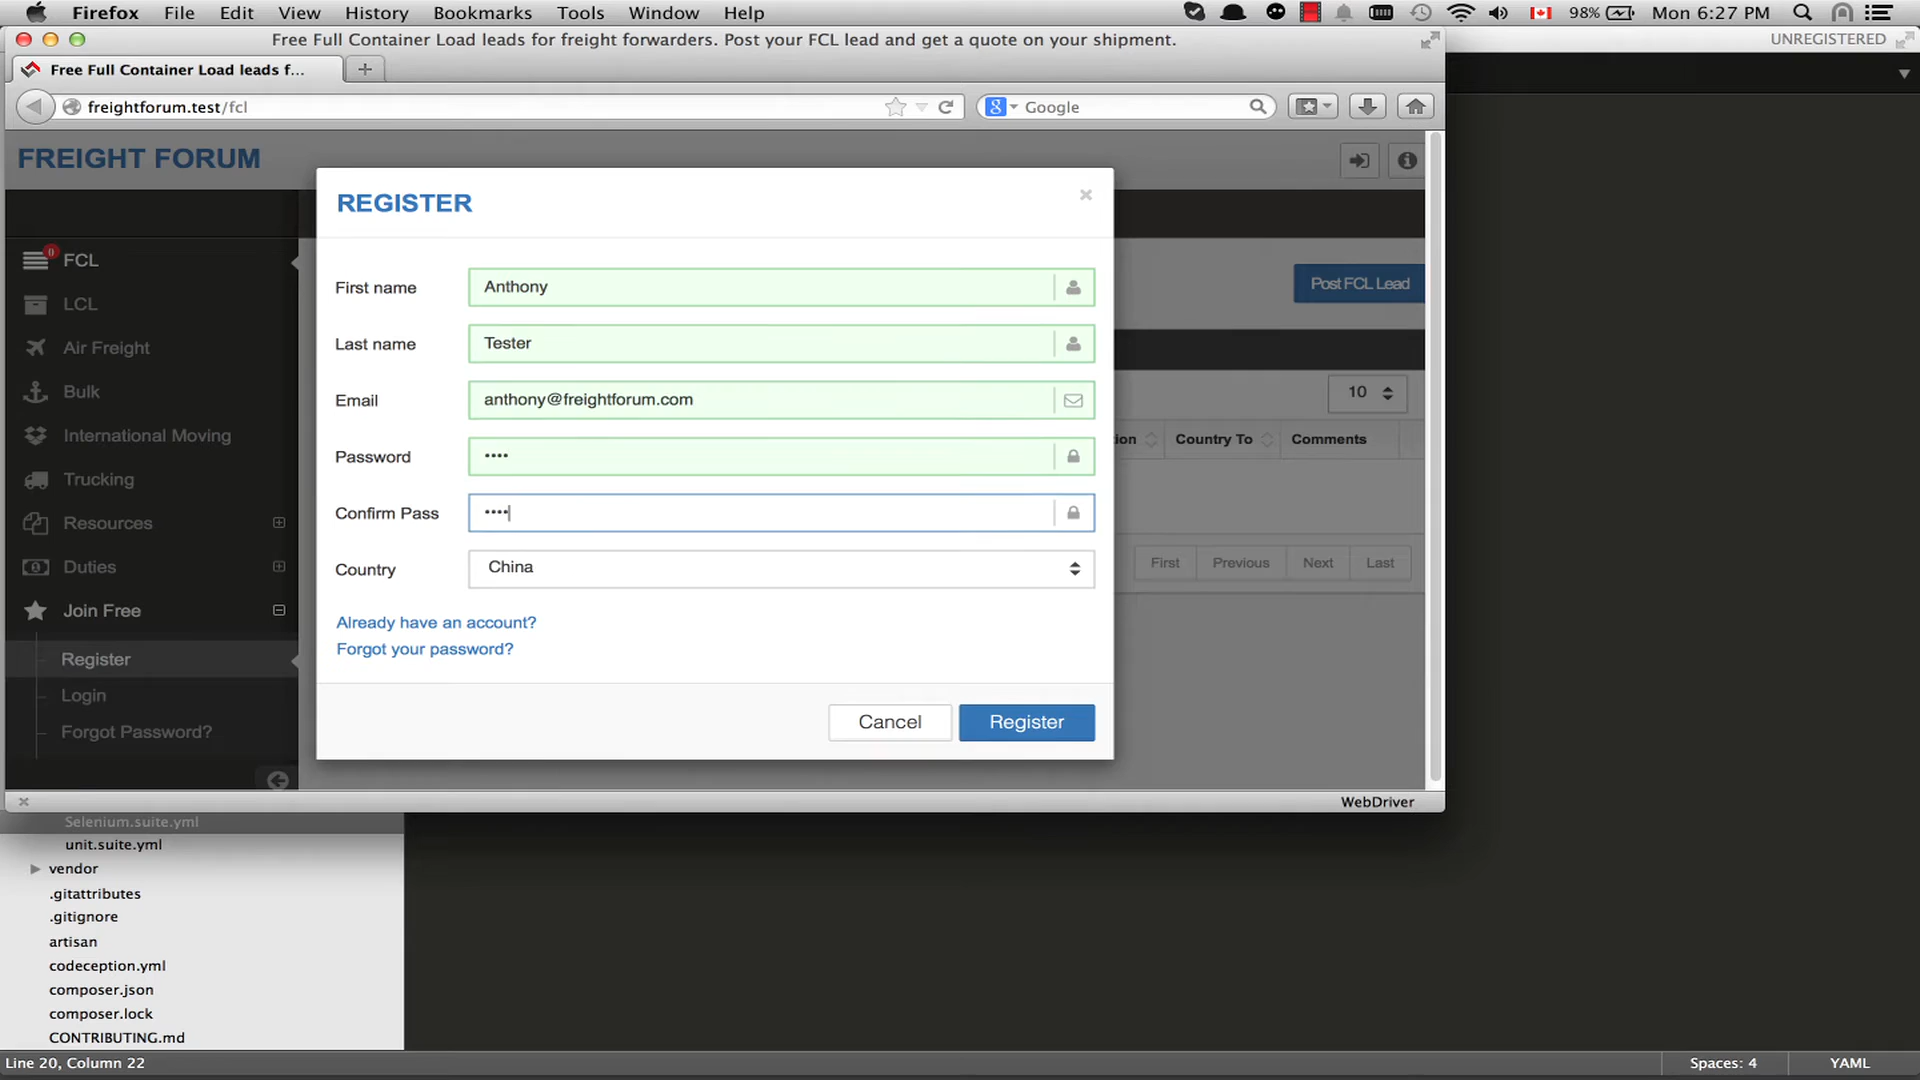 Firefox File Edit View History Bookmarks Tools Window Help 98% Mon 6:27 PM
Free Full Container Load leads for freight forwarders. Post your FCL lead and get a quote on your shipment.
UNREGISTERED
Free Full Container Load leads f...
freightforum.test/fcl
Google
FREIGHT FORUM
REGISTER
0
FCL
LCL
Air Freight
Bulk
International Moving
Trucking
Resources
Duties
Join Free
Register
Login
Forgot Password?
First name Anthony
Last name Tester
Email anthony@freightforum.com
Password ••••
Confirm Pass ••••
Country China
Already have an account?
Forgot your password?
Cancel Register
Post FCL Lead
10
Country To Comments
First Previous Next Last
WebDriver
Selenium.suite.yml
unit.suite.yml
vendor
.gitattributes
.gitignore
artisan
codeception.yml
composer.json
composer.lock
CONTRIBUTING.md
Line 20, Column 22 Spaces: 4 YAML